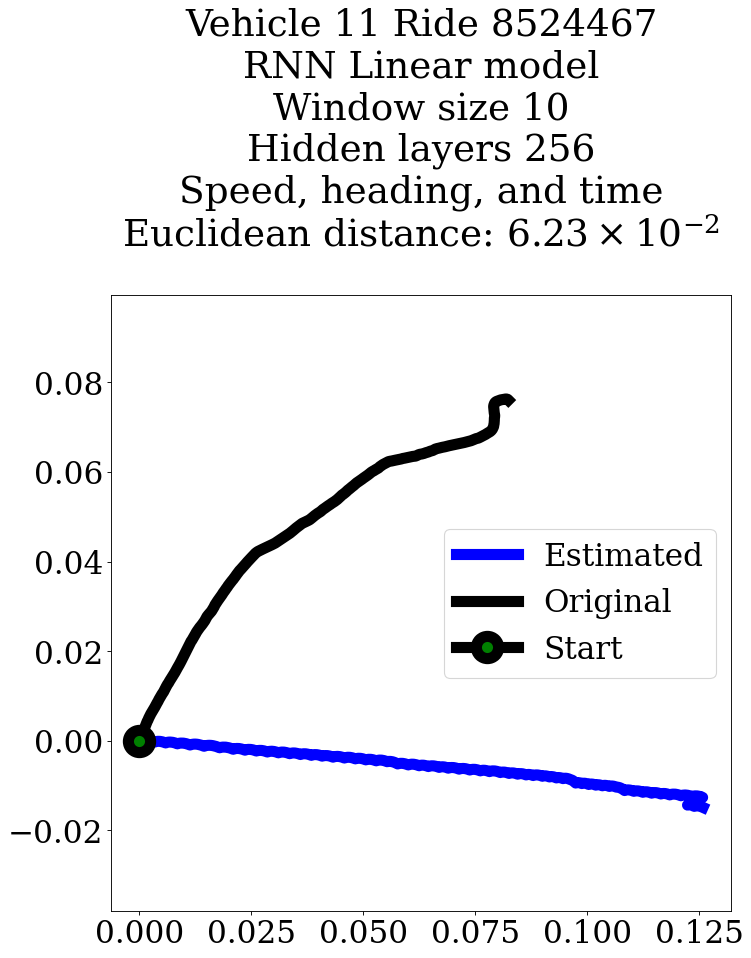 Vehicle 11 Ride 8524467
RNN Linear model
Window size 10
Hidden layers 256
Speed, heading, and time
Euclidean distance: 6.23 × 10⁻²
0.08
0.06
0.04
0.02
0.00
−0.02
Estimated
Original
Start
0.000 0.025 0.050 0.075 0.100 0.125